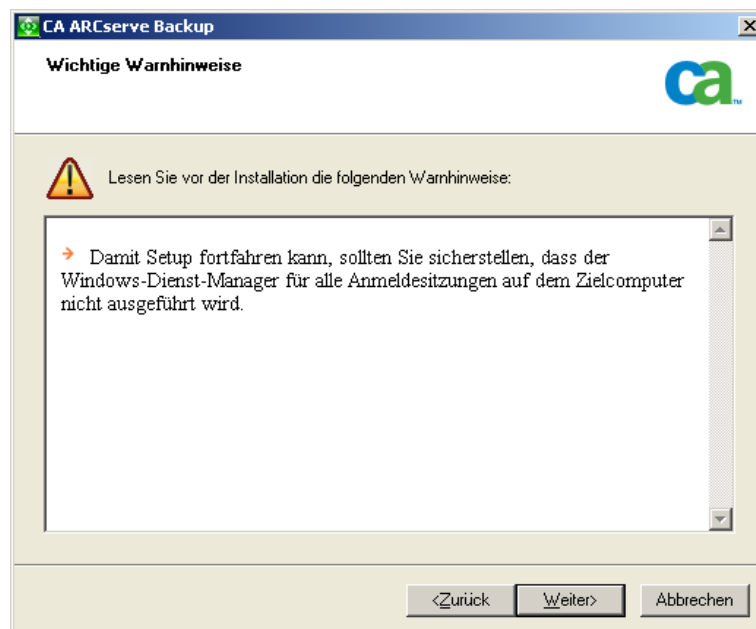 CA ARCserve Backup
Wichtige Warnhinweise
ca
TM
Lesen Sie vor der Installation die folgenden Warnhinweise:
Damit Setup fortfahren kann, sollten Sie sicherstellen, dass der
Windows-Dienst-Manager für alle Anmeldesitzungen auf dem Zielcomputer
nicht ausgeführt wird.
<Zurück
Weiter>
Abbrechen